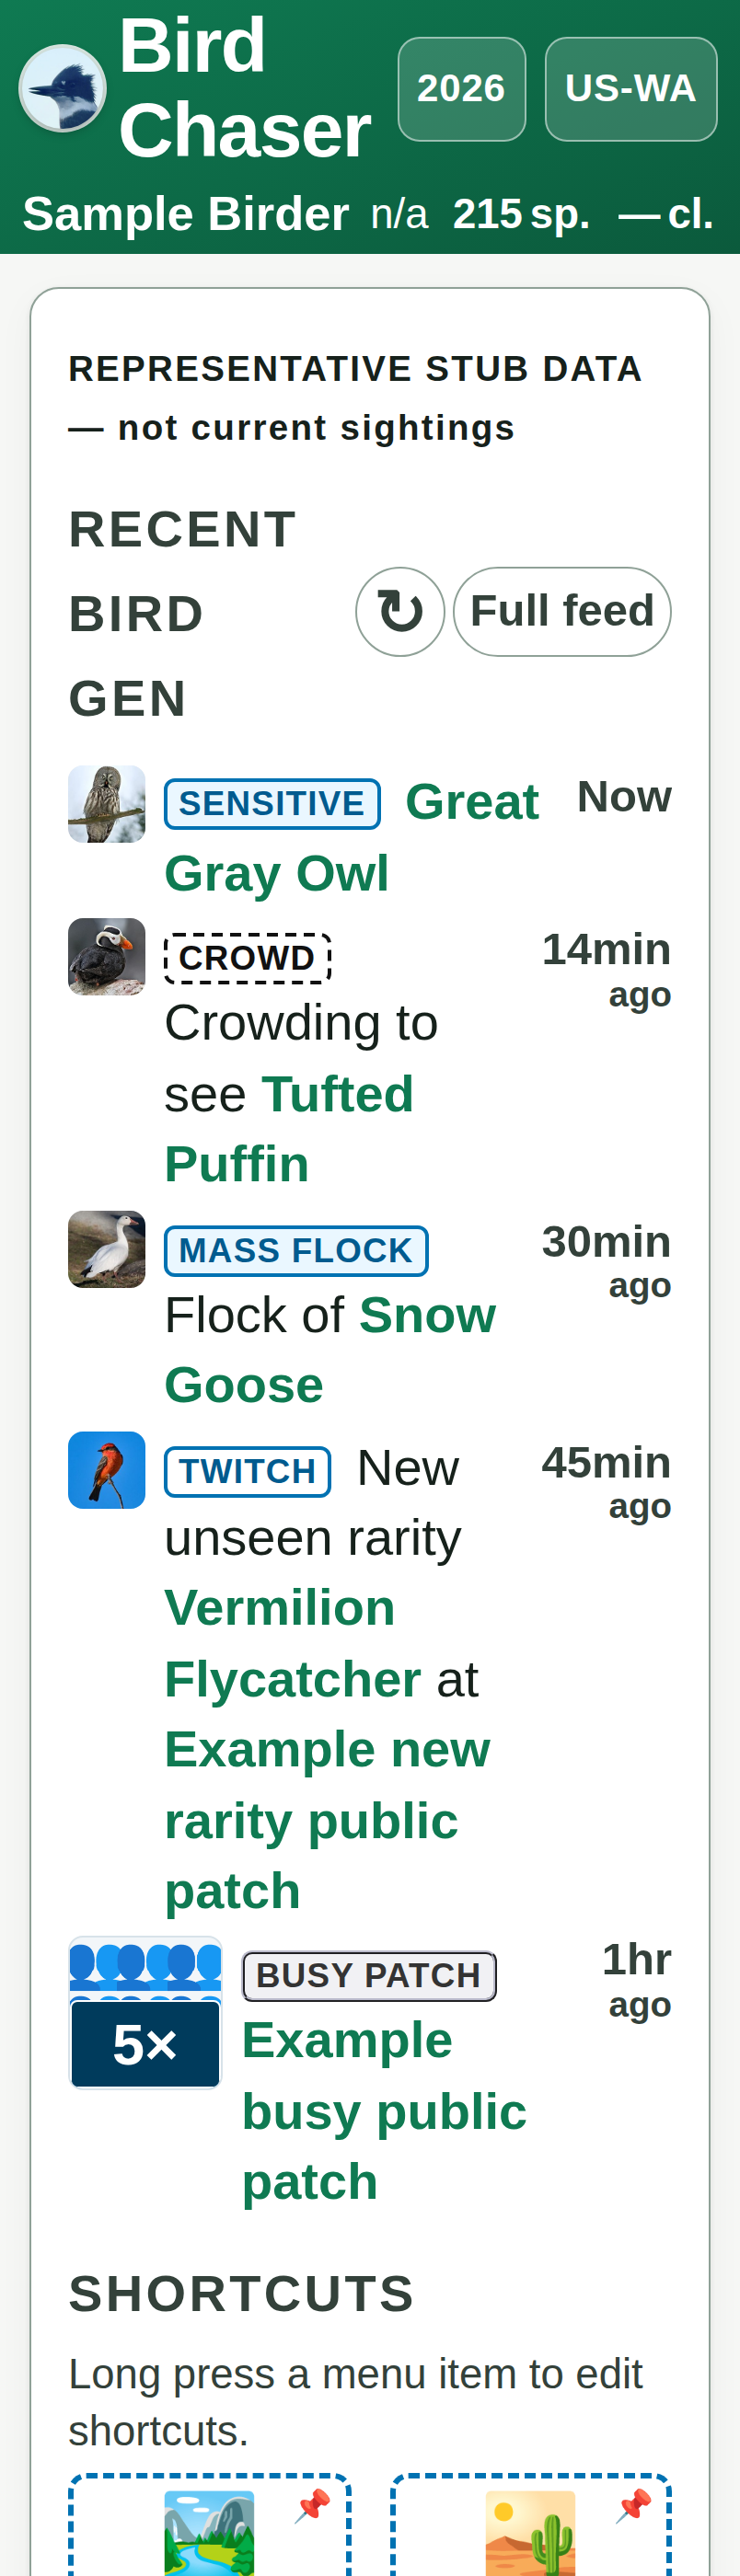 Bird
Chaser
2026
US-WA
Sample Birder n/a 215 sp. — cl.
REPRESENTATIVE STUB DATA
— not current sightings
RECENT
BIRD
GEN
↻ Full feed
SENSITIVE Great Now
Gray Owl
CROWD 14min
ago
Crowding to
see Tufted
Puffin
MASS FLOCK 30min
ago
Flock of Snow
Goose
TWITCH New 45min
ago
unseen rarity
Vermilion
Flycatcher at
Example new
rarity public
patch
5×
BUSY PATCH 1hr
ago
Example
busy public
patch
SHORTCUTS
Long press a menu item to edit
shortcuts.